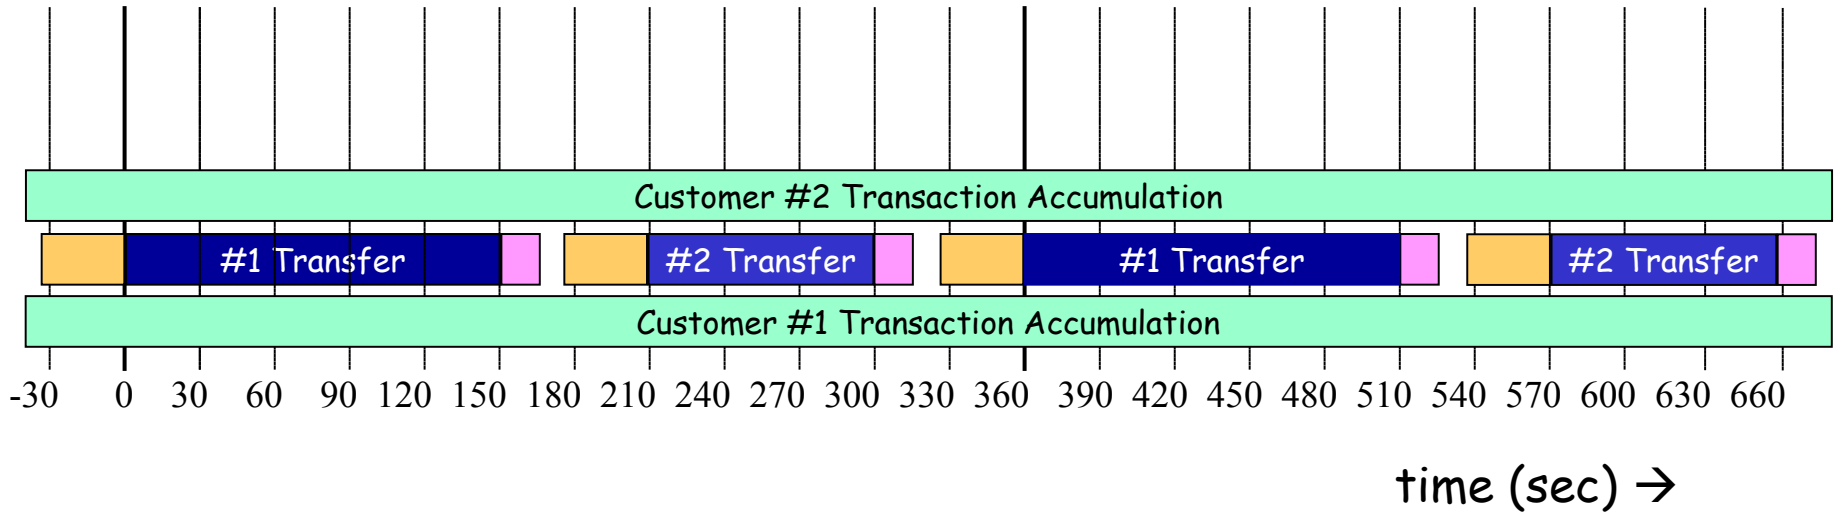 Customer #2 Transaction Accumulation
#1 Transfer #2 Transfer #1 Transfer #2 Transfer
Customer #1 Transaction Accumulation
-30 0 30 60 90 120 150 180 210 240 270 300 330 360 390 420 450 480 510 540 570 600 630 660
time (sec) →